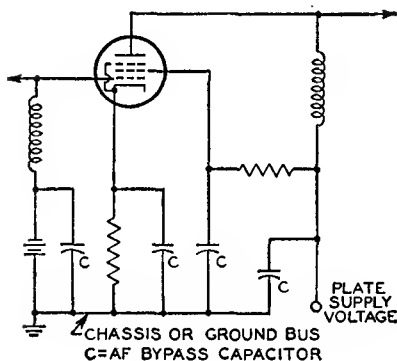 C
C
C
C
PLATE
SUPPLY
VOLTAGE
CHASSIS OR GROUND BUS
C=AF BYPASS CAPACITOR